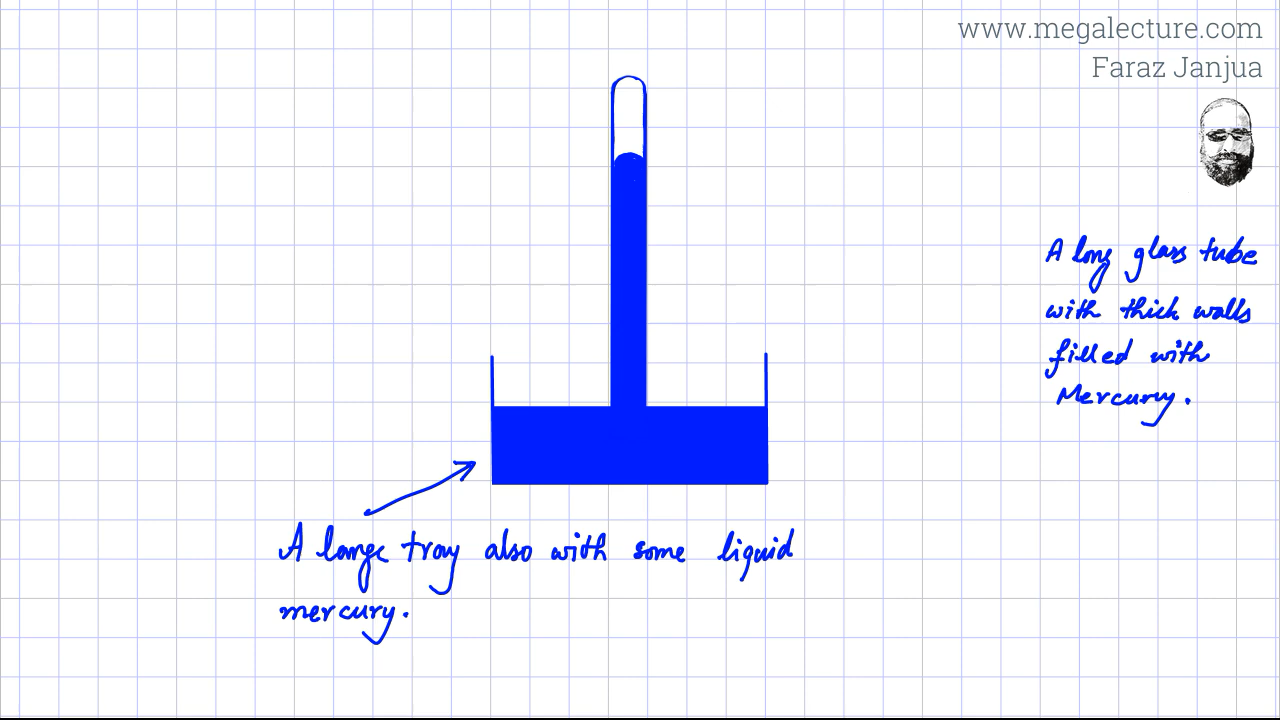 www.megalecture.com
Faraz Janjua
A long glass tube
with thick walls
filled with
Mercury.
A large tray also with some liquid
mercury.